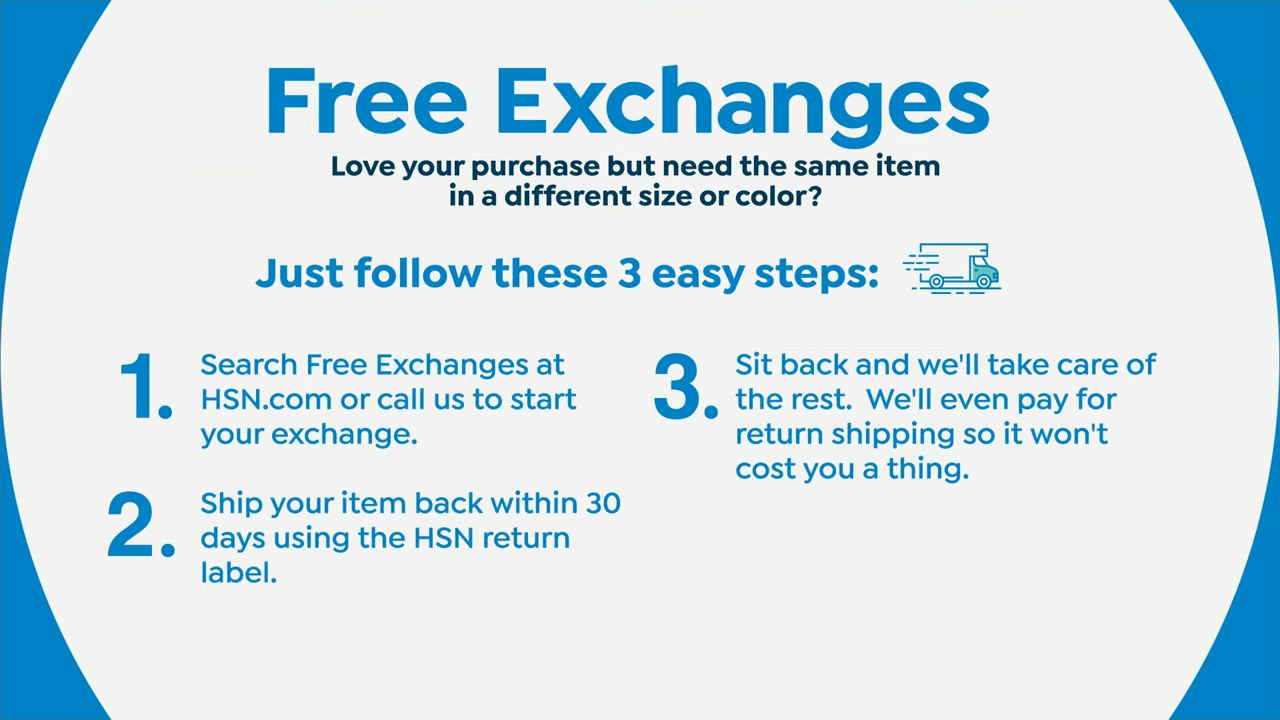 Free Exchanges
Love your purchase but need the same item
in a different size or color?
Just follow these 3 easy steps:
1. Search Free Exchanges at
HSN.com or call us to start
your exchange.
2. Ship your item back within 30
days using the HSN return
label.
3. Sit back and we'll take care of
the rest.  We'll even pay for
return shipping so it won't
cost you a thing.